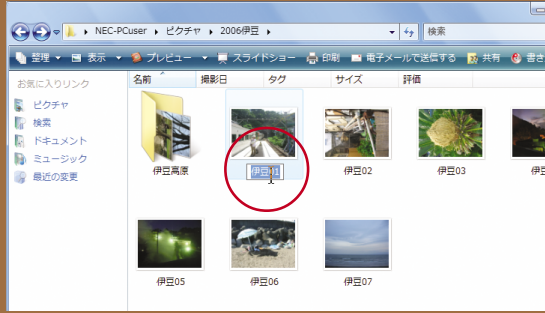 NEC-PCuser ▸ ピクチャ ▸ 2006伊豆 ▸ 検索
整理 表示 プレビュー スライドショー 印刷 電子メールで送信する 共有 書き
お気に入りリンク
ピクチャ
検索
ドキュメント
ミュージック
最近の変更
名前 撮影日 タグ サイズ 評価
伊豆高原 伊豆01 伊豆02 伊豆03 伊豆
伊豆05 伊豆06 伊豆07